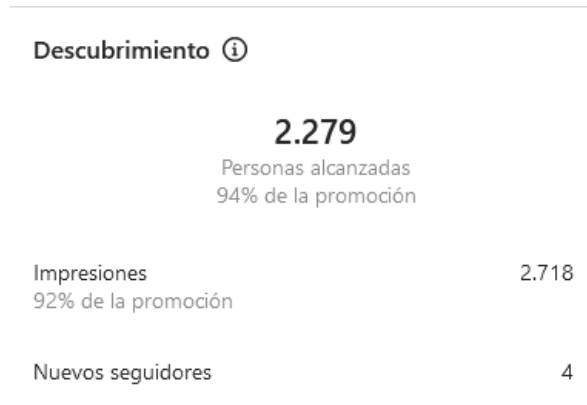 Descubrimiento
2.279
Personas alcanzadas
94% de la promoción
Impresiones 2.718
92% de la promoción
Nuevos seguidores 4